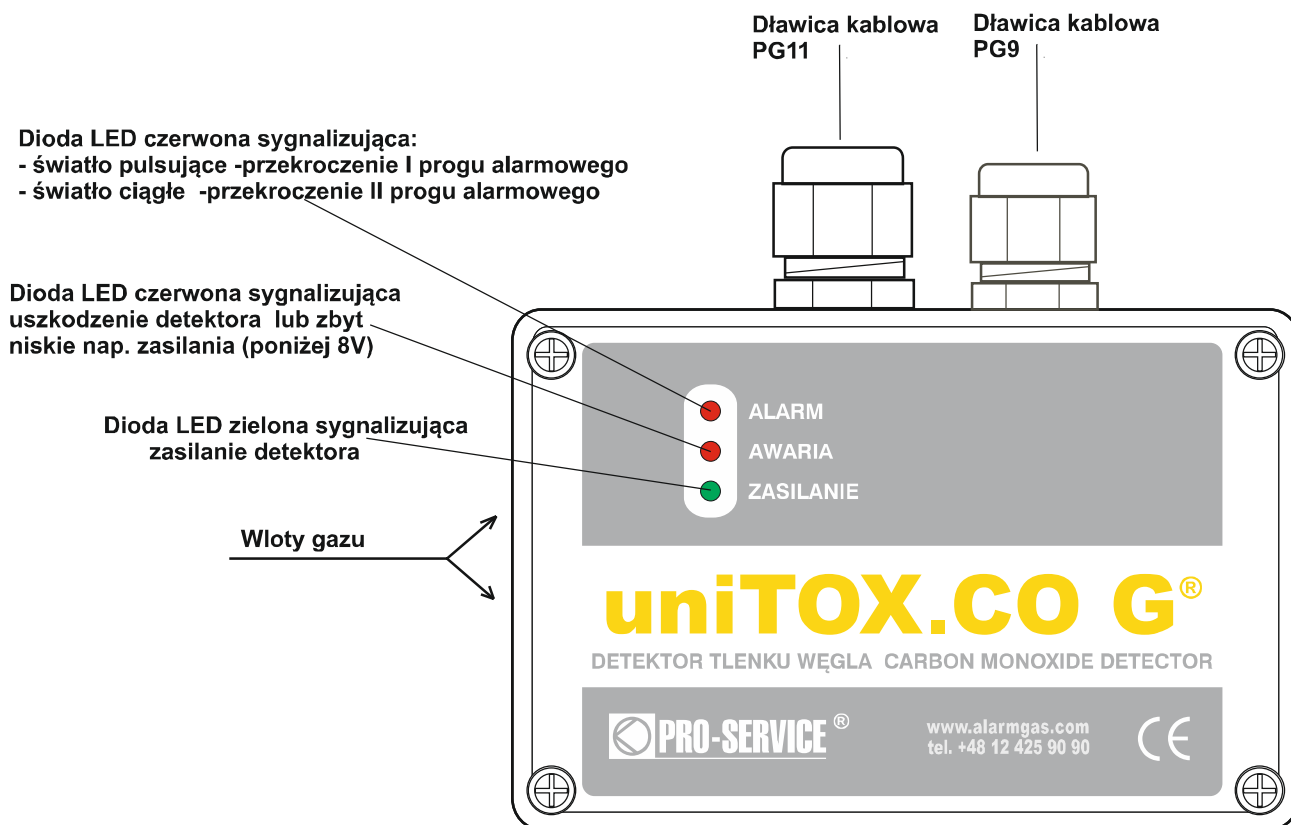 Dławica kablowa
PG11
Dławica kablowa
PG9
Dioda LED czerwona sygnalizująca:
- światło pulsujące -przekroczenie I progu alarmowego
- światło ciągłe -przekroczenie II progu alarmowego
Dioda LED czerwona sygnalizująca
uszkodzenie detektora lub zbyt
niskie nap. zasilania (poniżej 8V)
Dioda LED zielona sygnalizująca
zasilanie detektora
Wloty gazu
ALARM
AWARIA
ZASILANIE
uniTOX.CO G®
DETEKTOR TLENKU WĘGLA CARBON MONOXIDE DETECTOR
PRO-SERVICE®
www.alarmgas.com
tel. +48 12 425 90 90
CE